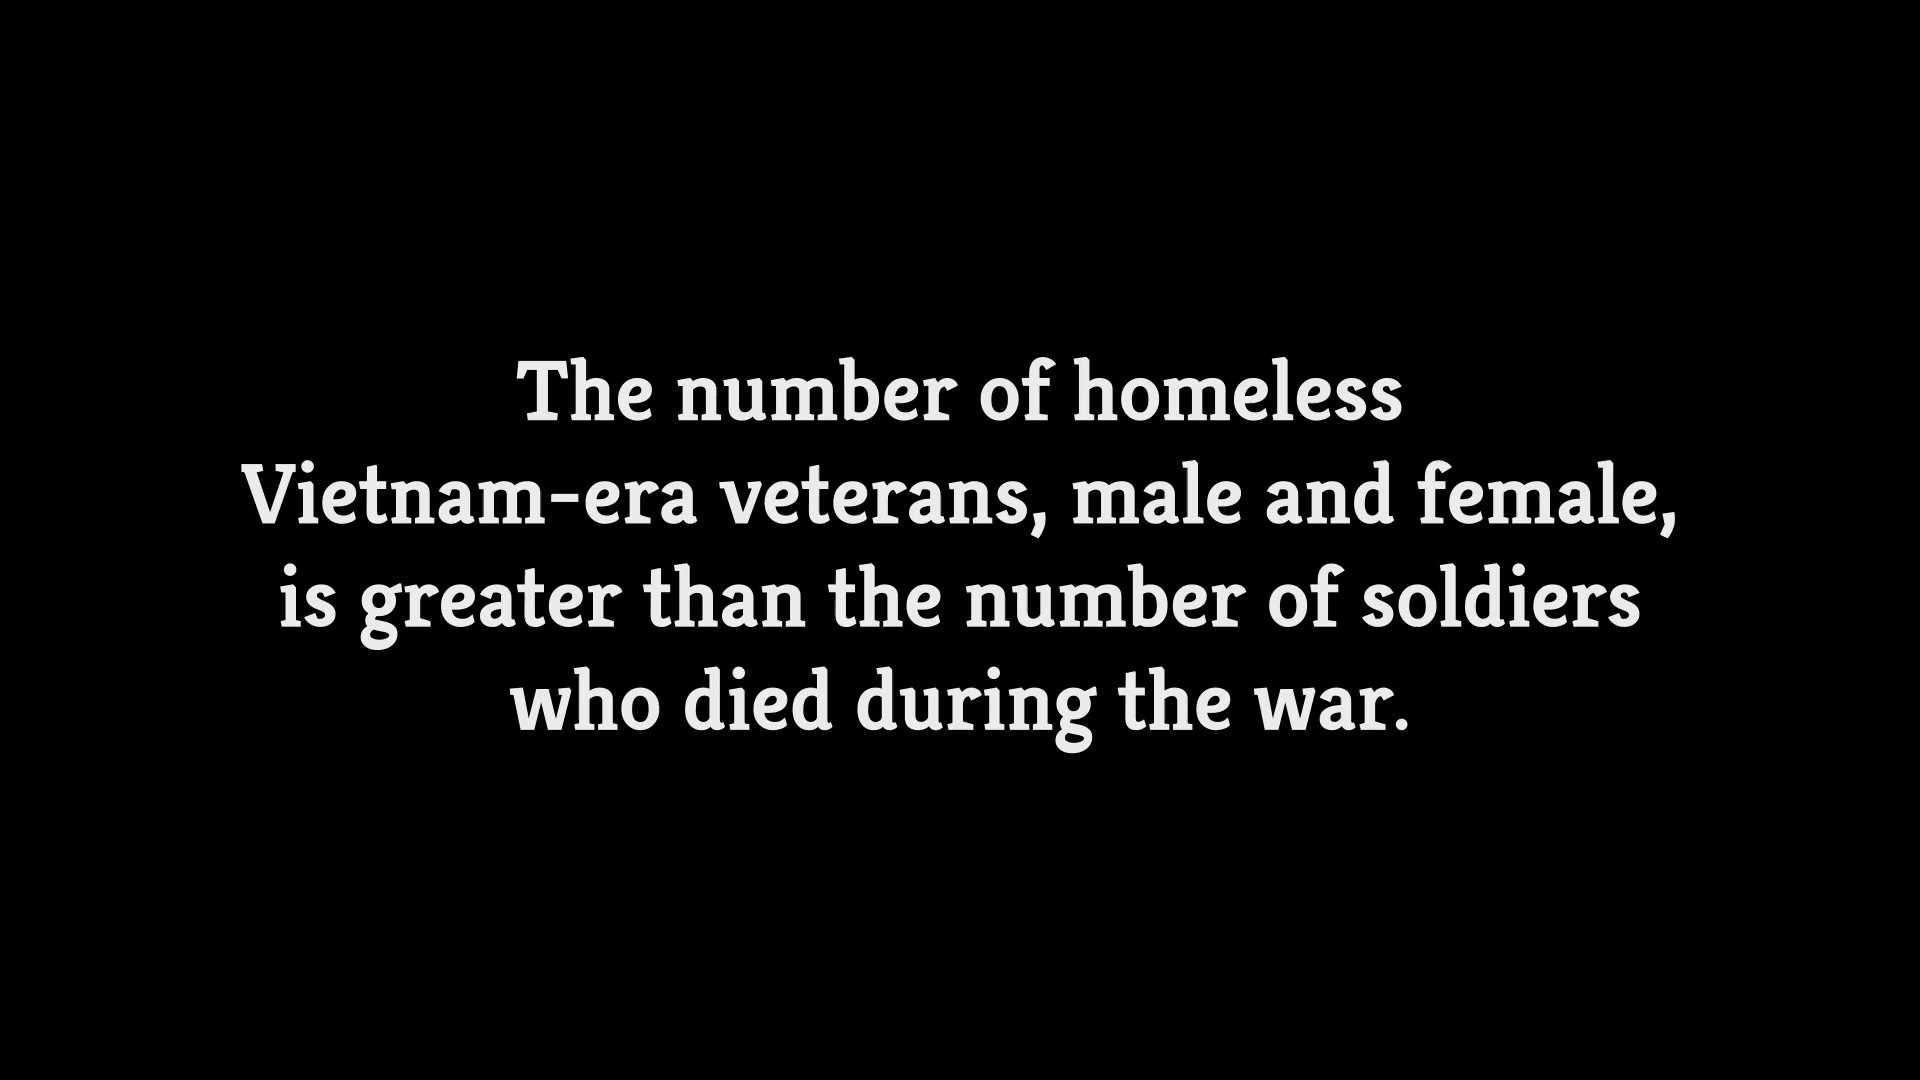 The number of homeless
Vietnam-era veterans, male and female,
is greater than the number of soldiers
who died during the war.